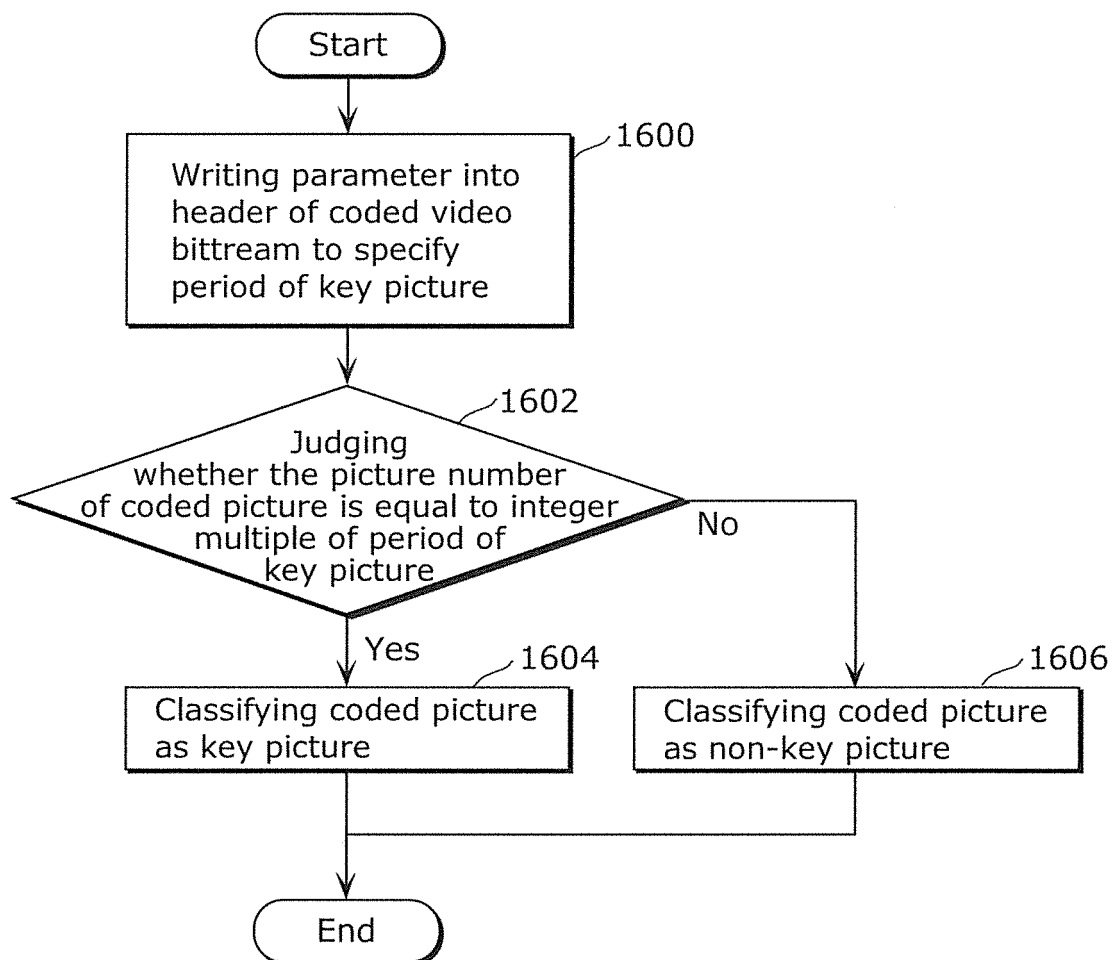 Start
1600
Writing parameter into
header of coded video
bittream to specify
period of key picture
1602
Judging
whether the picture number
of coded picture is equal to integer
multiple of period of
key picture
No
Yes
1604
1606
Classifying coded picture
as key picture
Classifying coded picture
as non-key picture
End